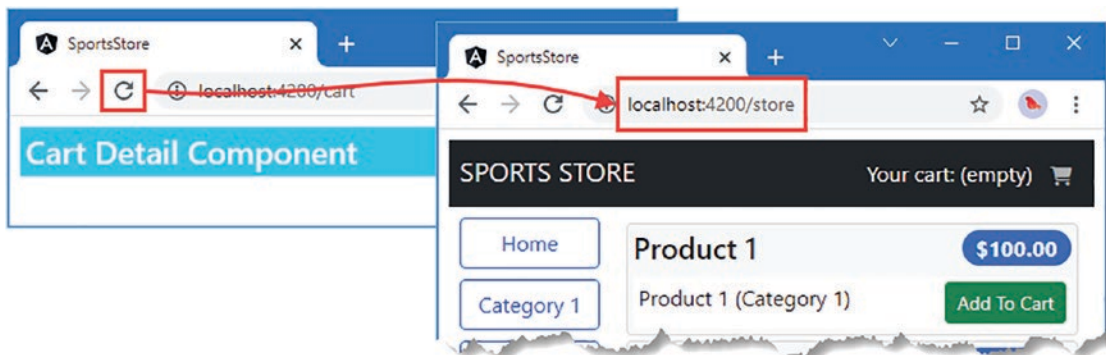 SportsStore
localhost:4200/cart
Cart Detail Component
SportsStore
localhost:4200/store
SPORTS STORE
Your cart: (empty)
Home
Category 1
Product 1
$100.00
Product 1 (Category 1)
Add To Cart